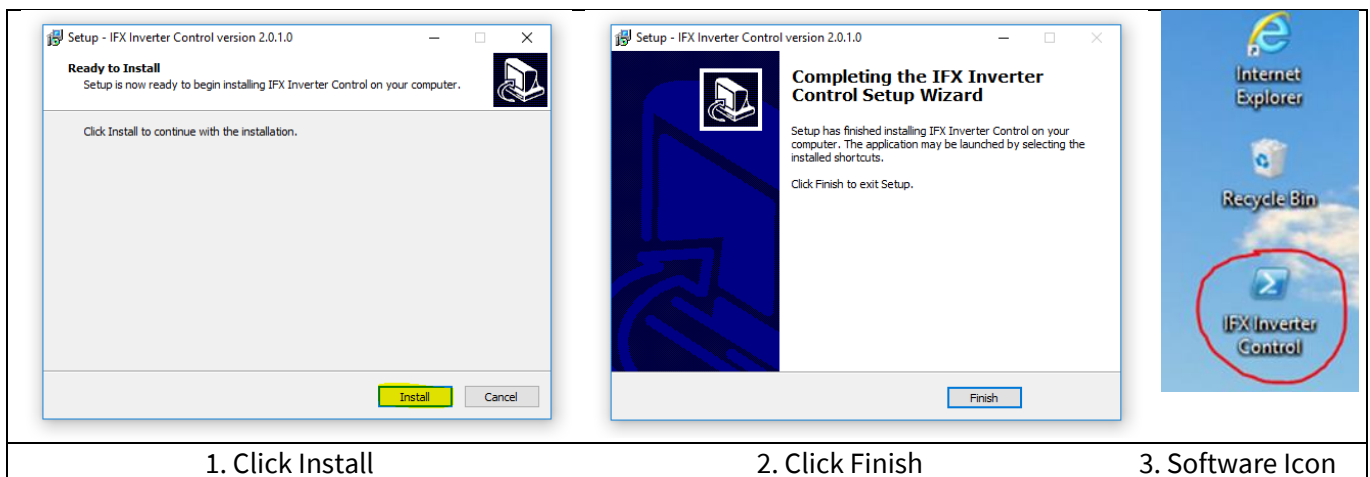 Setup - IFX Inverter Control version 2.0.1.0
Ready to Install
Setup is now ready to begin installing IFX Inverter Control on your computer.
Click Install to continue with the installation.
Install
Cancel
Setup - IFX Inverter Control version 2.0.1.0
Completing the IFX Inverter
Control Setup Wizard
Setup has finished installing IFX Inverter Control on your
computer. The application may be launched by selecting the
installed shortcuts.
Click Finish to exit Setup.
Finish
Internet
Explorer
Recycle Bin
IFX Inverter
Control
1. Click Install
2. Click Finish
3. Software Icon